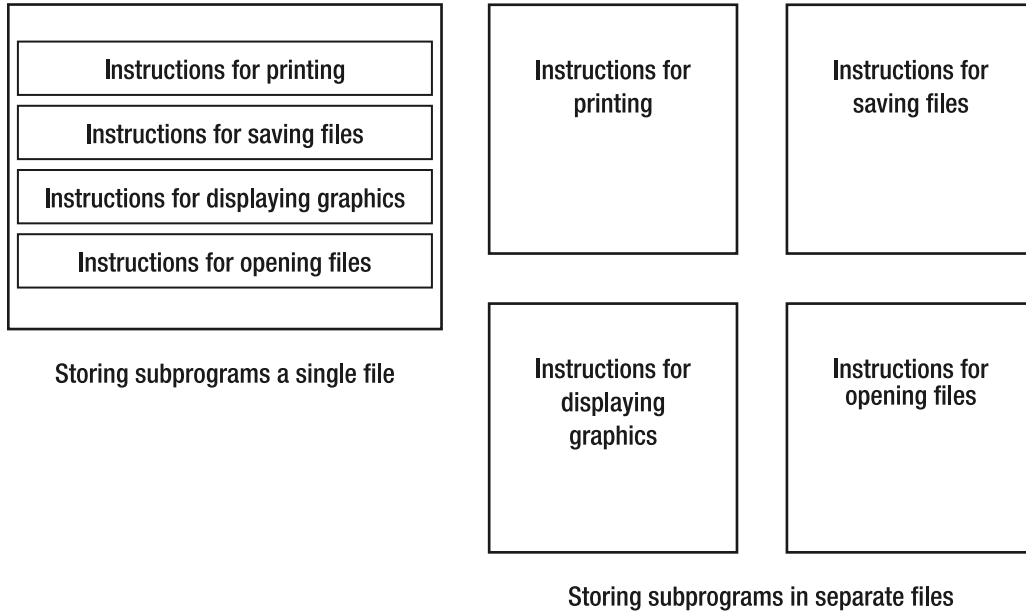 Instructions for printing
Instructions for saving files
Instructions for displaying graphics
Instructions for opening files
Storing subprograms a single file
Instructions for
printing
Instructions for
saving files
Instructions for
displaying
graphics
Instructions for
opening files
Storing subprograms in separate files